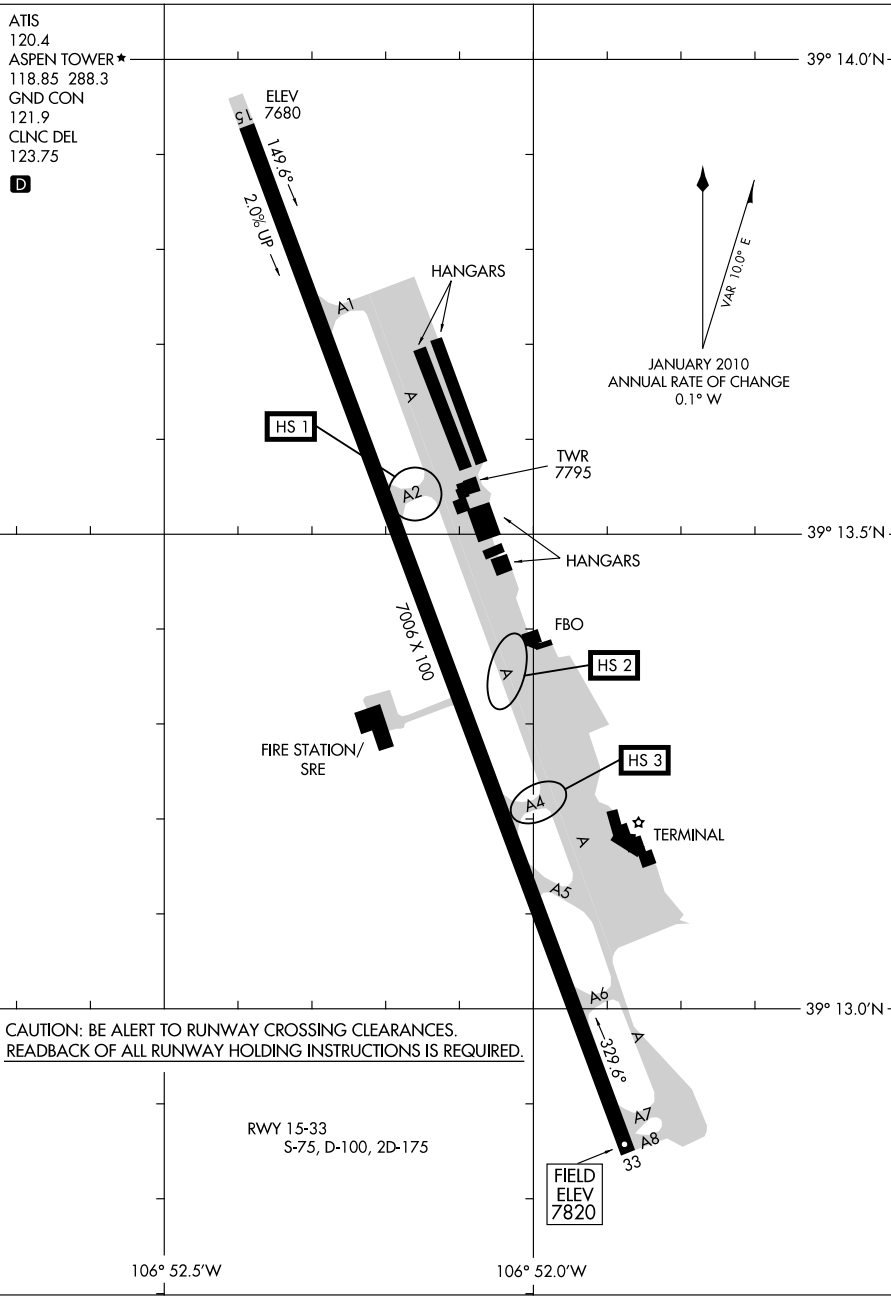 ATIS
120.4
ASPEN TOWER★
118.85 288.3
GND CON
121.9
CLNC DEL
123.75
D
39° 14.0'N
15
ELEV
7680
149.6°
2.0% UP
HANGARS
A1
A
VAR 10.0° E
JANUARY 2010
ANNUAL RATE OF CHANGE
0.1° W
HS 1
A2
TWR
7795
39° 13.5'N
HANGARS
7006 X 100
FBO
A
HS 2
FIRE STATION/
SRE
HS 3
A4
A
TERMINAL
A5
A6
39° 13.0'N
CAUTION: BE ALERT TO RUNWAY CROSSING CLEARANCES.
READBACK OF ALL RUNWAY HOLDING INSTRUCTIONS IS REQUIRED.
329.6°
A
RWY 15-33
S-75, D-100, 2D-175
A7
A8
33
FIELD
ELEV
7820
106° 52.5'W
106° 52.0'W